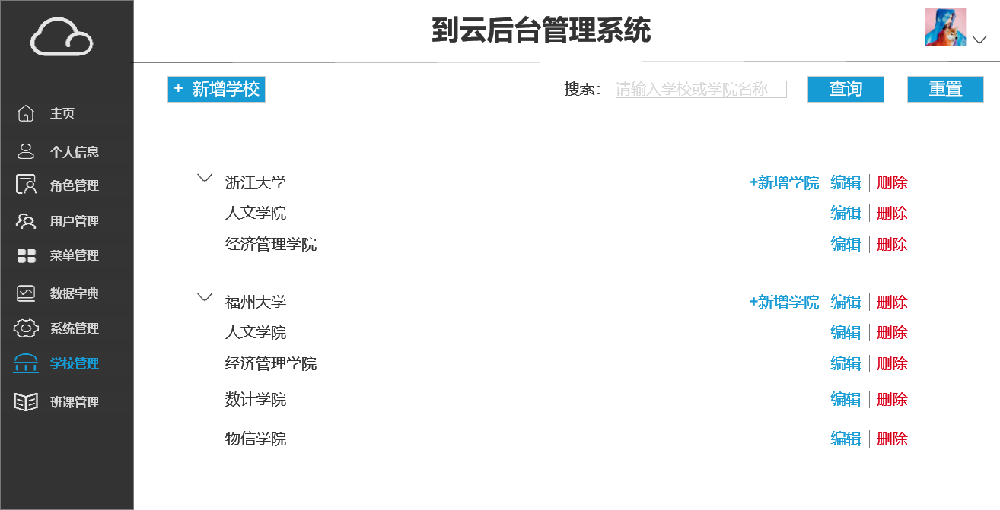 到云后台管理系统
主页
个人信息
角色管理
用户管理
菜单管理
数据字典
系统管理
学校管理
班课管理
+ 新增学校 搜索： 请输入学校或学院名称 查询 重置
浙江大学 +新增学院 编辑 删除
人文学院 编辑 删除
经济管理学院 编辑 删除
福州大学 +新增学院 编辑 删除
人文学院 编辑 删除
经济管理学院 编辑 删除
数计学院 编辑 删除
物信学院 编辑 删除